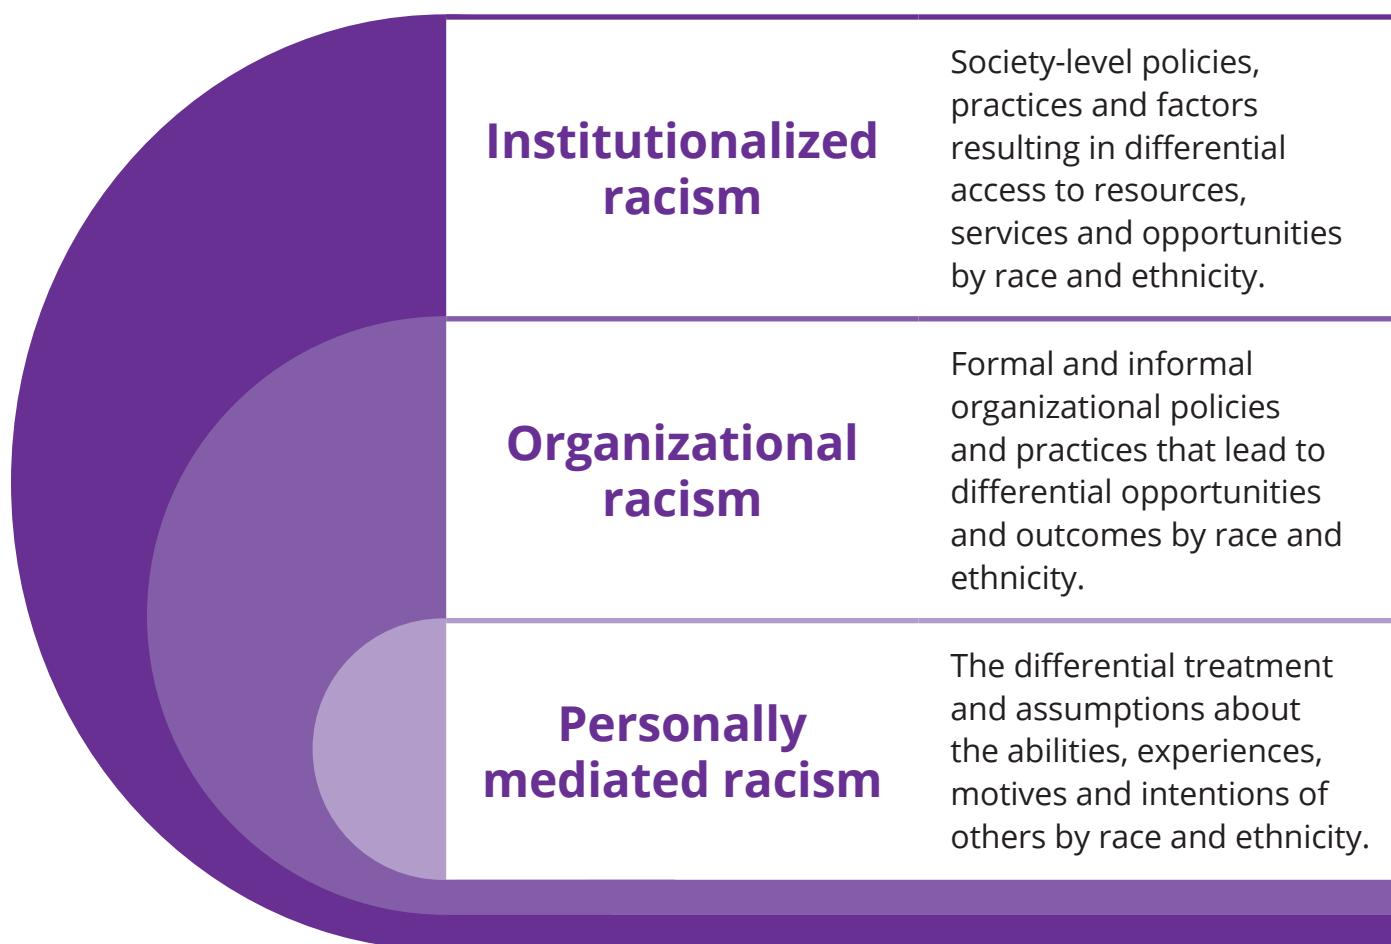 Institutionalized
racism
Society-level policies,
practices and factors
resulting in differential
access to resources,
services and opportunities
by race and ethnicity.
Organizational
racism
Formal and informal
organizational policies
and practices that lead to
differential opportunities
and outcomes by race and
ethnicity.
Personally
mediated racism
The differential treatment
and assumptions about
the abilities, experiences,
motives and intentions of
others by race and ethnicity.